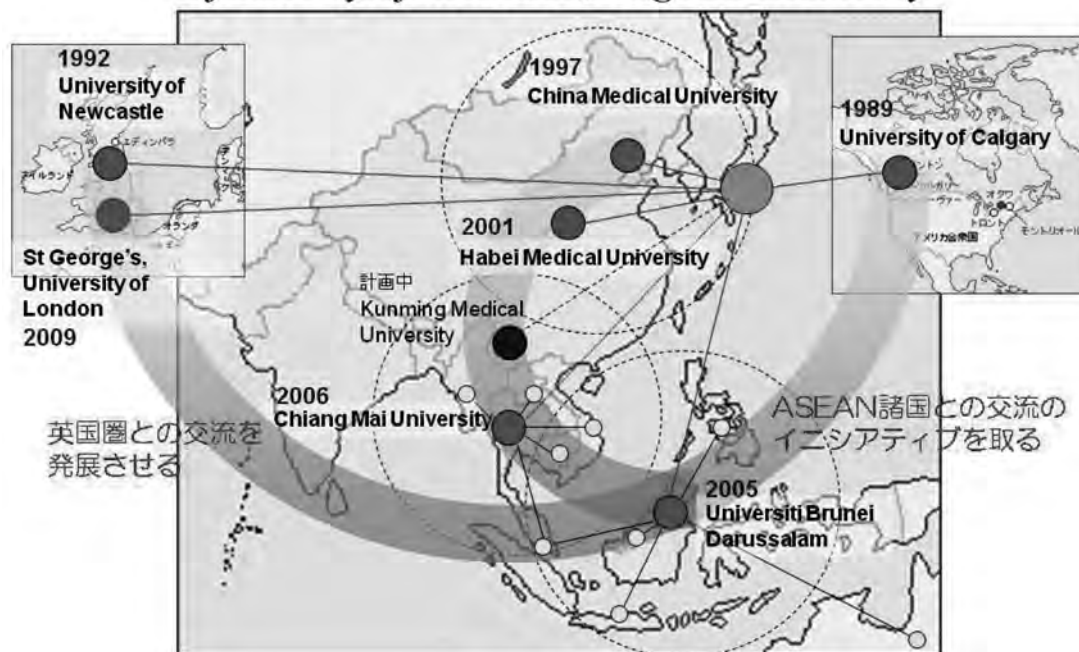 1992
University of
Newcastle
エディンバラ
アイルランド
オランダ
St George's,
University of
London
2009
1997
China Medical University
1989
University of Calgary
オタワ
トロント
モントリオール
アメリカ合衆国
2001
Habei Medical University
計画中
Kunming Medical
University
2006
Chiang Mai University
英国圏との交流を
発展させる
ASEAN諸国との交流の
イニシアティブを取る
2005
Universiti Brunei
Darussalam